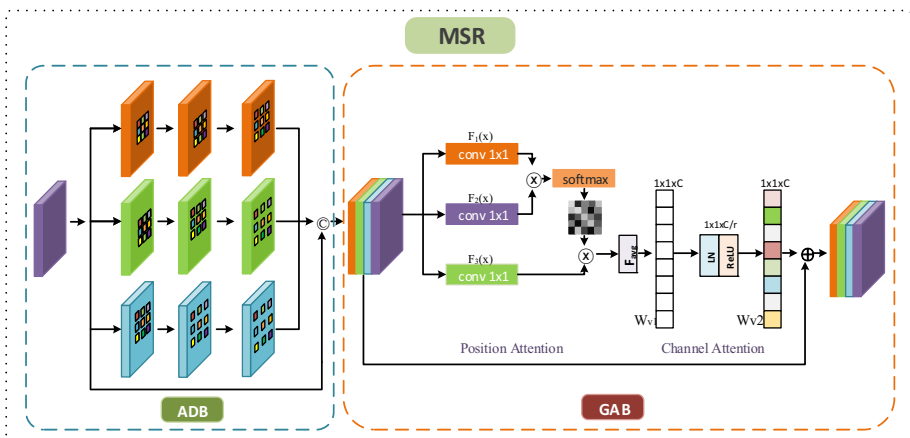 MSR
F1(x)
conv 1x1
F2(x)
conv 1x1
F3(x)
conv 1x1
X
softmax
X
©
Favg
1x1xC
Wv1
1x1xC/r
LN
ReLU
1x1xC
Wv2
Position Attention
Channel Attention
ADB
GAB